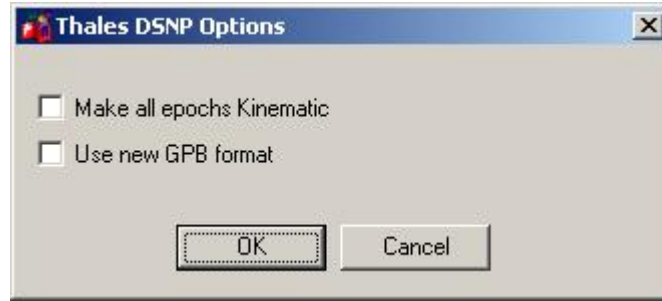 Thales DSNP Options
Make all epochs Kinematic
Use new GPB format
OK Cancel